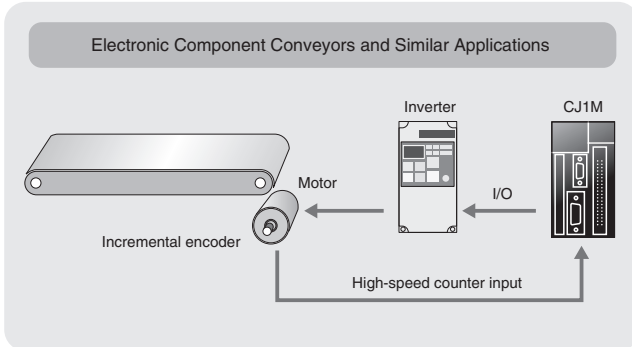 Electronic Component Conveyors and Similar Applications
Inverter
CJ1M
Motor
I/O
Incremental encoder
High-speed counter input